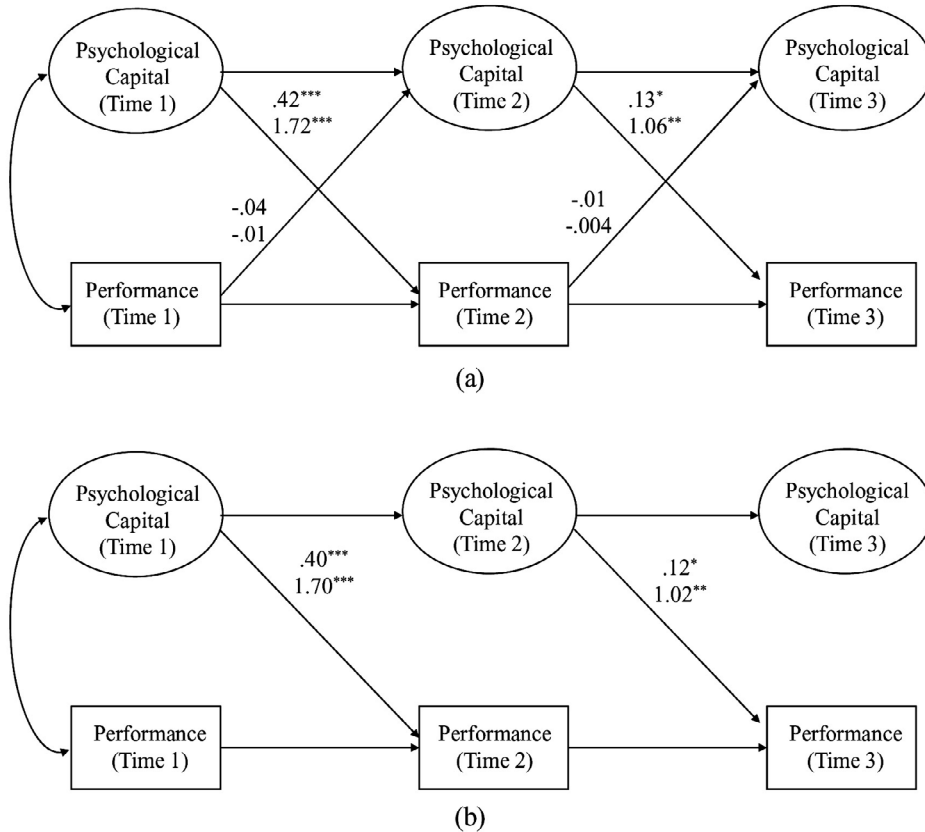 Psychological
Capital
(Time 1)
Psychological
Capital
(Time 2)
Psychological
Capital
(Time 3)
.42***
1.72***
.13*
1.06**
-.04
-.01
-.01
-.004
Performance
(Time 1)
Performance
(Time 2)
Performance
(Time 3)
(a)
Psychological
Capital
(Time 1)
Psychological
Capital
(Time 2)
Psychological
Capital
(Time 3)
.40***
1.70***
.12*
1.02**
Performance
(Time 1)
Performance
(Time 2)
Performance
(Time 3)
(b)